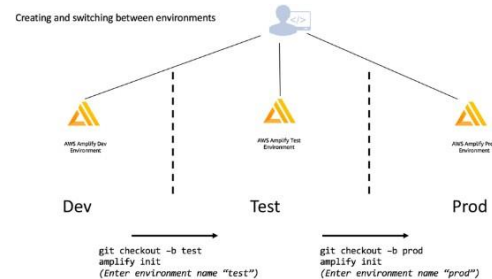 Creating and switching between environments
</>
AWS Amplify Dev
Environment
AWS Amplify Test
Environment
AWS Amplify Pro
Environment
Dev
Test
Prod
git checkout -b test
amplify init
(Enter environment name “test”)
git checkout -b prod
amplify init
(Enter environment name “prod”)